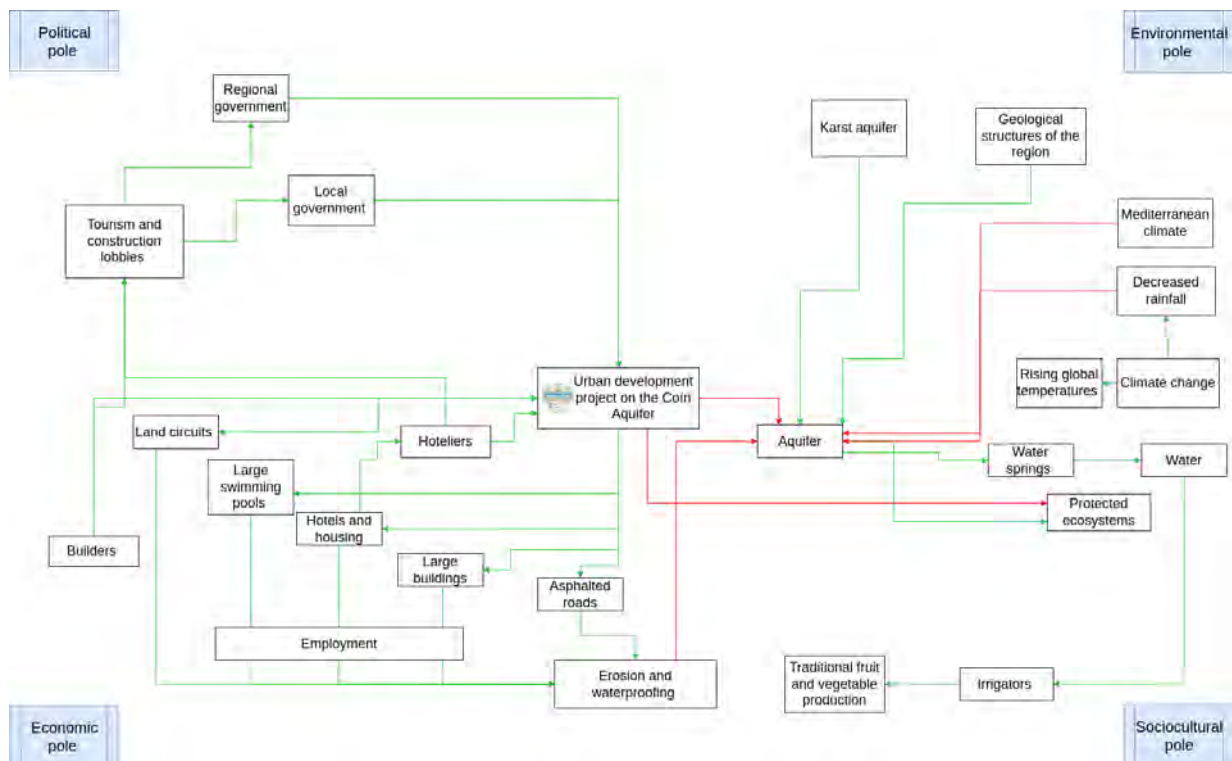 Political
pole
Environmental
pole
Regional
government
Karst aquifer
Geological
structures of the
region
Local
government
Tourism and
construction
lobbies
Mediterranean
climate
Decreased
rainfall
Rising global
temperatures
Climate change
Urban development
project on the Coin
Aquifer
Land circuits
Hoteliers
Aquifer
Water
springs
Water
Large
swimming
pools
Hotels and
housing
Protected
ecosystems
Builders
Large
buildings
Asphalted
roads
Employment
Erosion and
waterproofing
Traditional fruit
and vegetable
production
Irrigators
Economic
pole
Sociocultural
pole